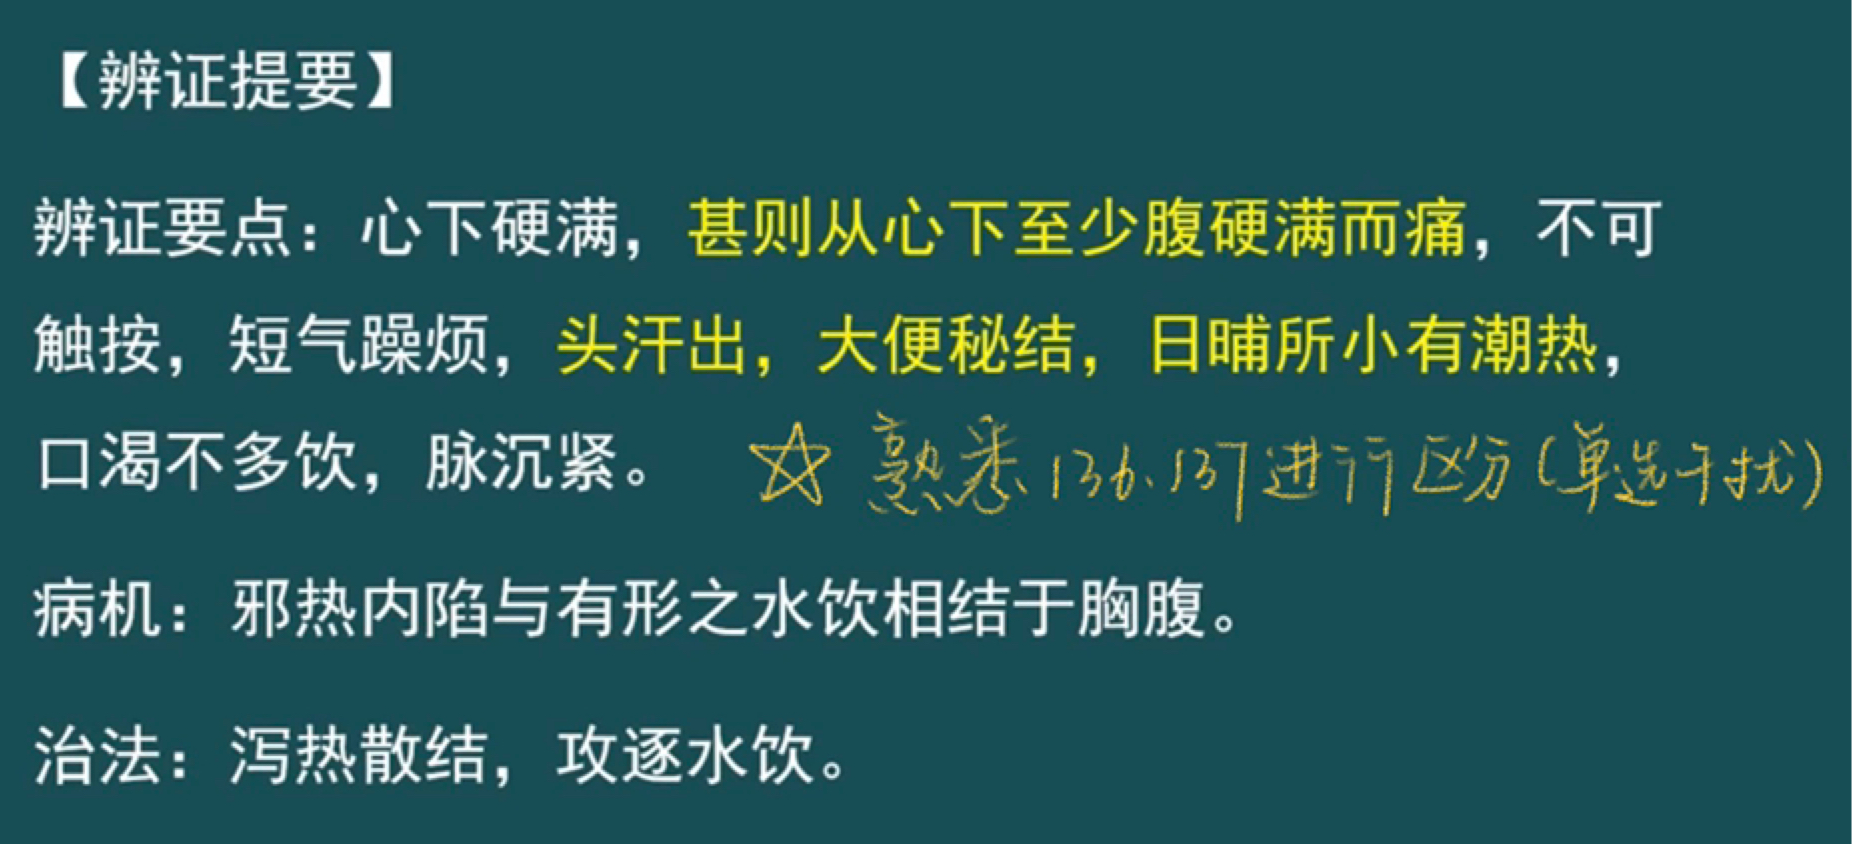 【辨证提要】
辨证要点：心下硬满，甚则从心下至少腹硬满而痛，不可
触按，短气躁烦，头汗出，大便秘结，日晡所小有潮热，
口渴不多饮，脉沉紧。 ☆ 熟悉136、137进行区分(单选干扰)
病机：邪热内陷与有形之水饮相结于胸腹。
治法：泻热散结，攻逐水饮。